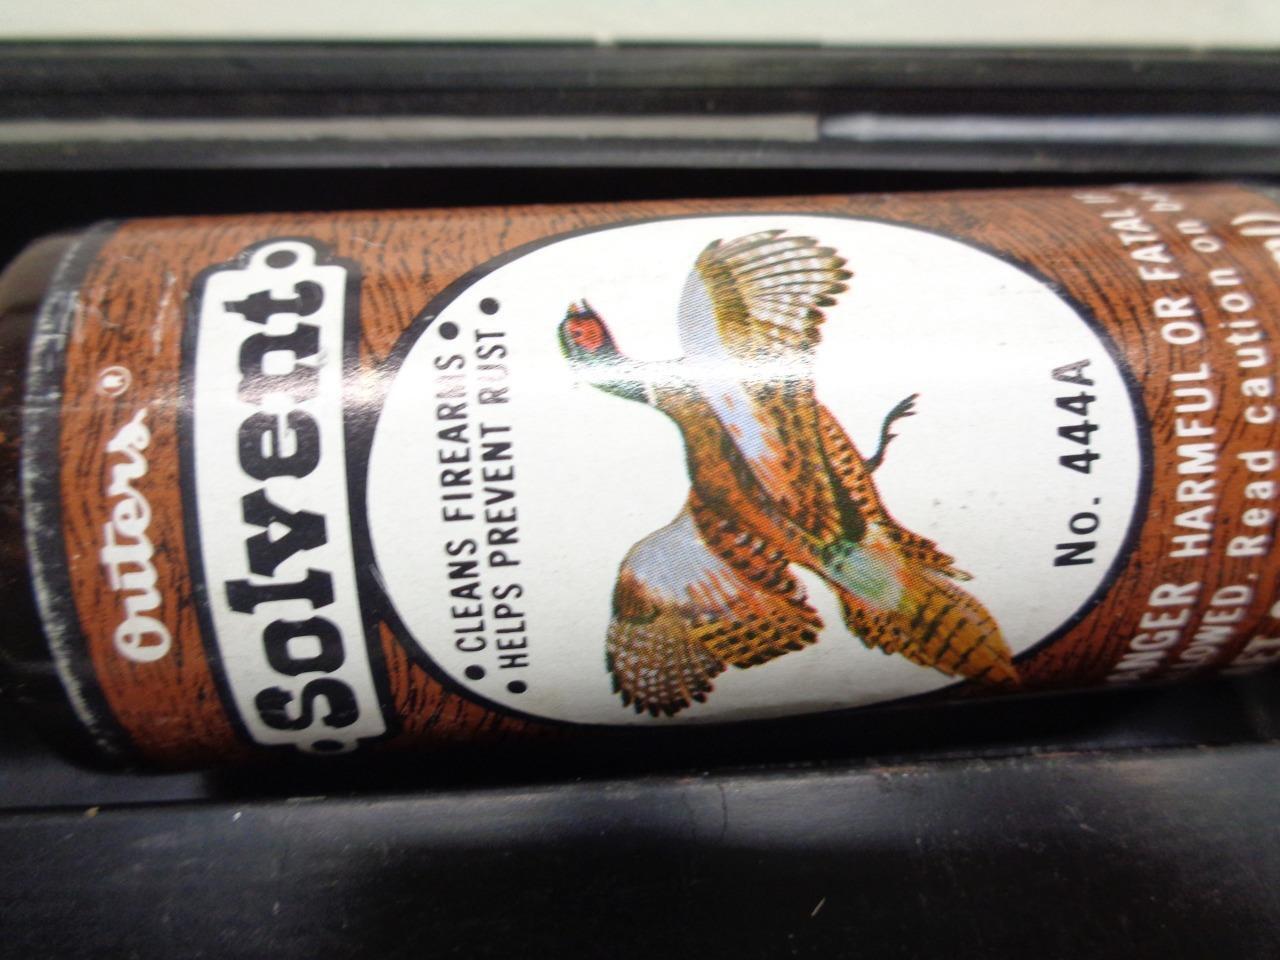 Outers®
Solvent
• CLEANS FIREARMS •
• HELPS PREVENT RUST •
No. 444A
HARMFUL OR FATAL
Read caution on